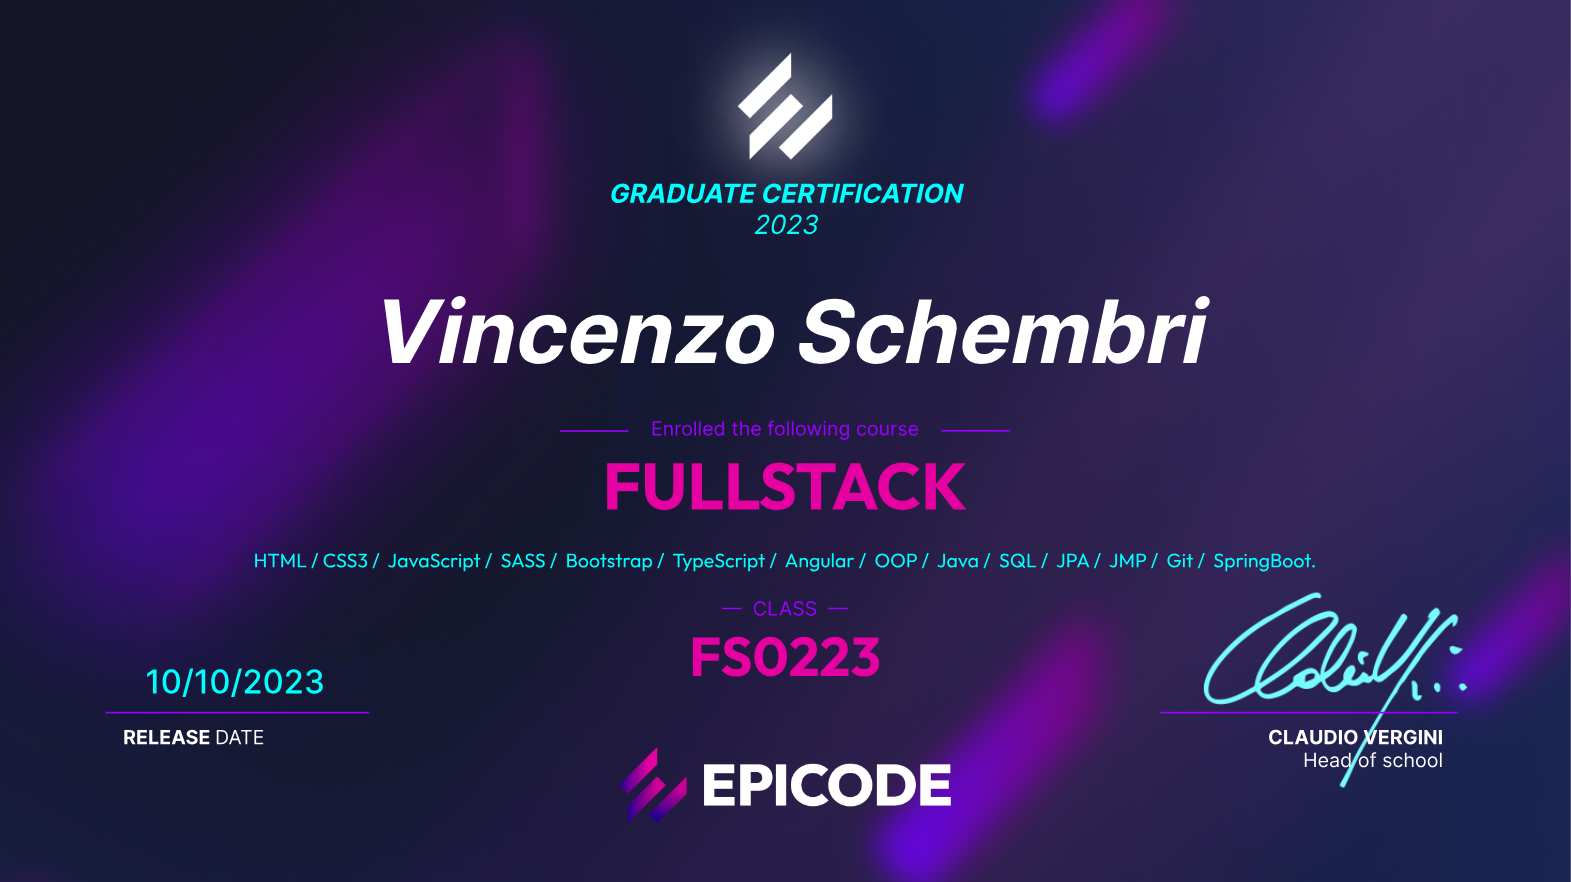 GRADUATE CERTIFICATION
2023
Vincenzo Schembri
Enrolled the following course
FULLSTACK
HTML / CSS3 / JavaScript / SASS / Bootstrap / TypeScript / Angular / OOP / Java / SQL / JPA / JMP / Git / SpringBoot.
CLASS
FS0223
10/10/2023
RELEASE DATE
CLAUDIO VERGINI
Head of school
EPICODE